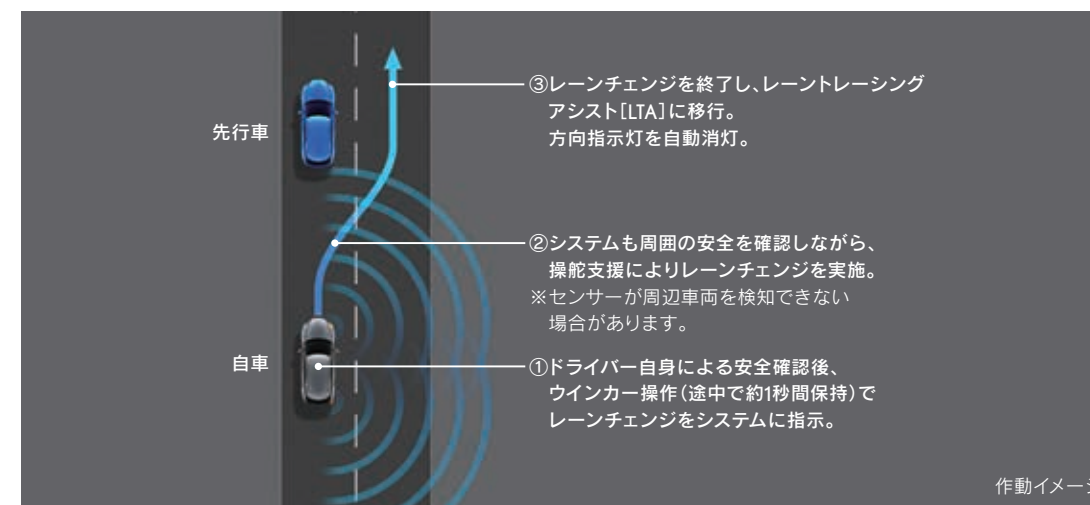 ③レーンチェンジを終了し、レーントレーシング
アシスト[LTA]に移行。
方向指示灯を自動消灯。
先行車
②システムも周囲の安全を確認しながら、
操舵支援によりレーンチェンジを実施。
※センサーが周辺車両を検知できない
場合があります。
自車
①ドライバー自身による安全確認後、
ウインカー操作(途中で約1秒間保持)で
レーンチェンジをシステムに指示。
作動イメージ